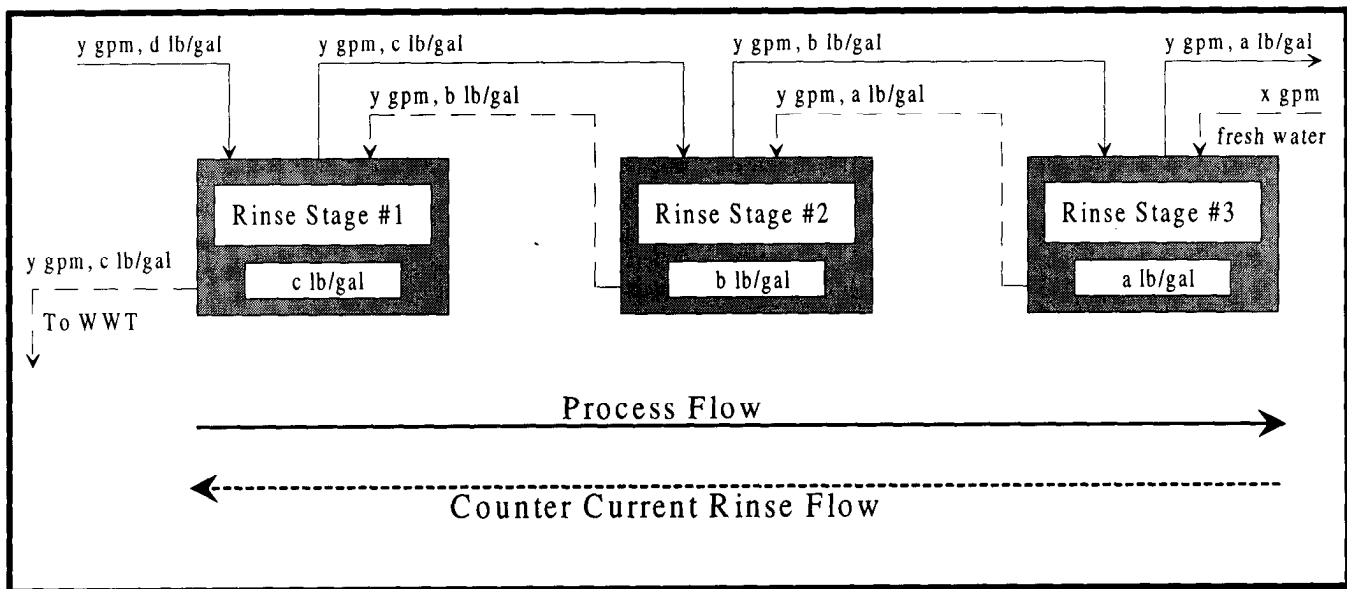 y gpm, d lb/gal
y gpm, c lb/gal
y gpm, b lb/gal
y gpm, a lb/gal
y gpm, b lb/gal
y gpm, a lb/gal
x gpm
fresh water
Rinse Stage #1
Rinse Stage #2
Rinse Stage #3
y gpm, c lb/gal
c lb/gal
b lb/gal
a lb/gal
To WWT
Process Flow
Counter Current Rinse Flow